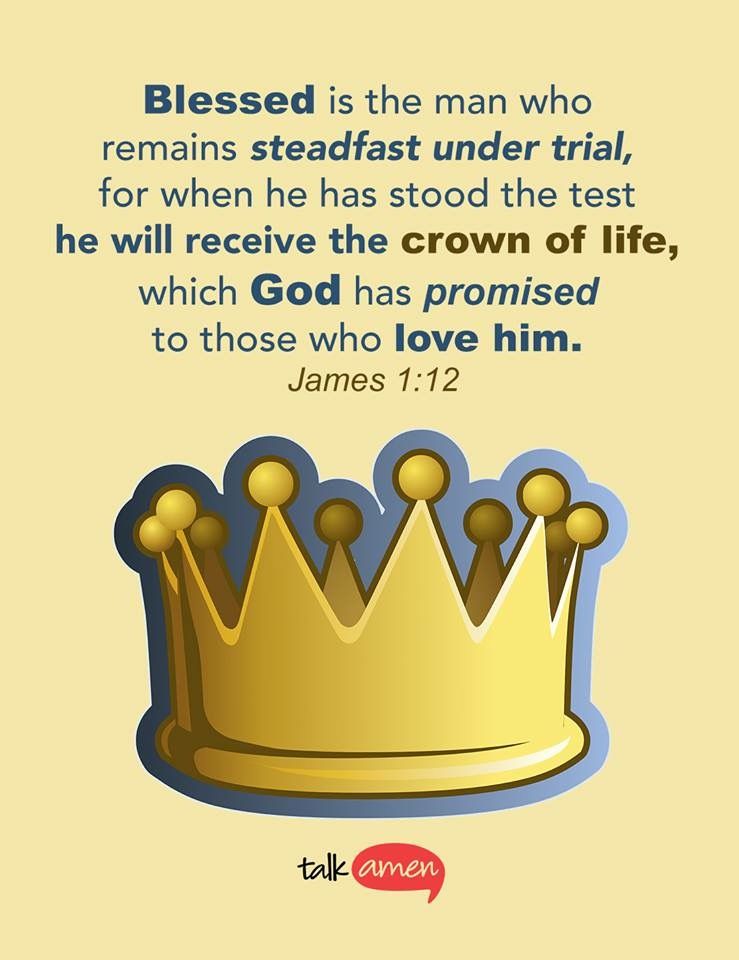 Blessed is the man who
remains steadfast under trial,
for when he has stood the test
he will receive the crown of life,
which God has promised
to those who love him.
James 1:12
talk amen